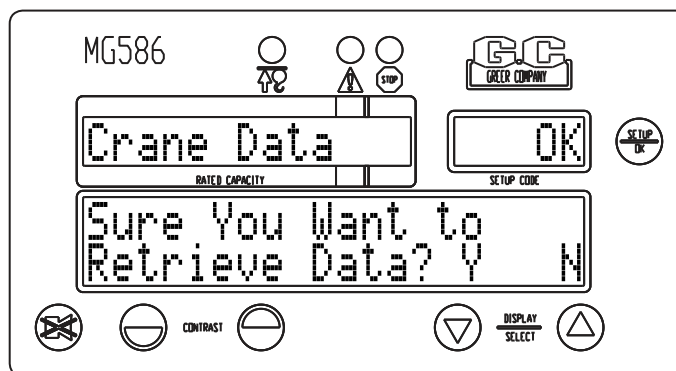 MG586
G.C.
GREER COMPANY
STOP
Crane Data
OK
SETUP
OK
RATED CAPACITY
SETUP CODE
Sure You Want to
Retrieve Data? Y N
CONTRAST
DISPLAY
SELECT